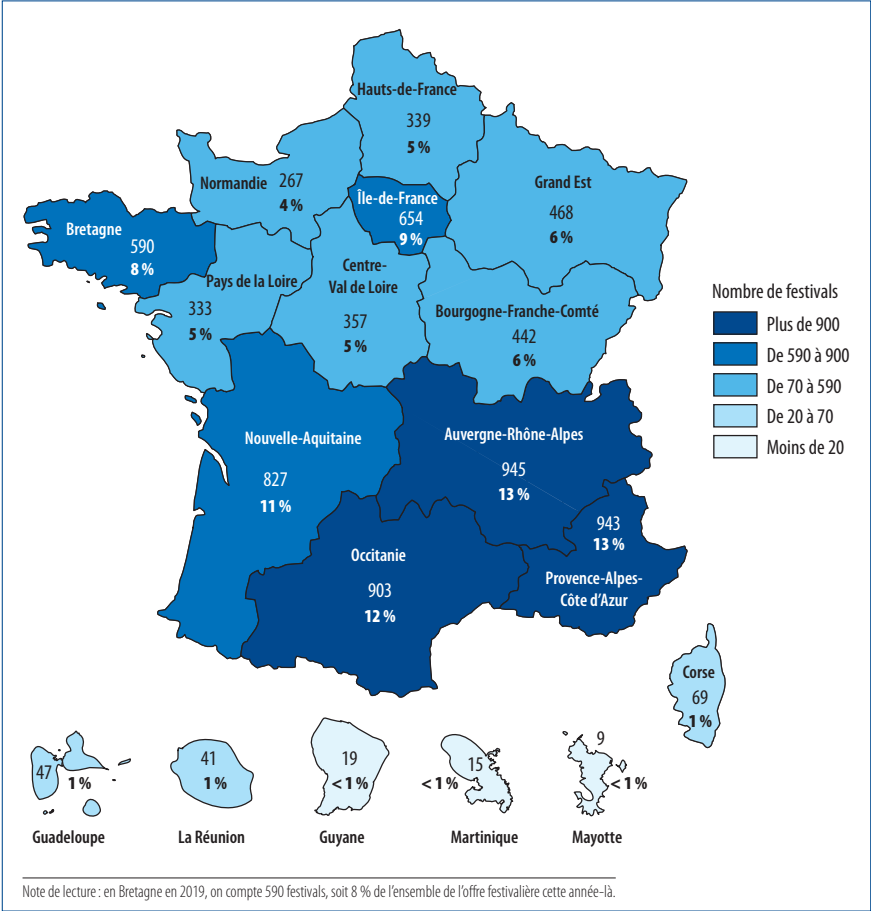 Hauts-de-France
339
5 %
Normandie 267
4 %
Île-de-France
654
9 %
Grand Est
468
6 %
Bretagne
590
8 %
Pays de la Loire
333
5 %
Centre-
Val de Loire
357
5 %
Bourgogne-Franche-Comté
442
6 %
Nombre de festivals
Plus de 900
De 590 à 900
De 70 à 590
De 20 à 70
Moins de 20
Nouvelle-Aquitaine
827
11 %
Auvergne-Rhône-Alpes
945
13 %
943
13 %
Provence-Alpes-
Côte d'Azur
Occitanie
903
12 %
Corse
69
1 %
47
1 %
Guadeloupe
41
1 %
La Réunion
19
< 1 %
Guyane
15
< 1 %
Martinique
9
< 1 %
Mayotte
Note de lecture : en Bretagne en 2019, on compte 590 festivals, soit 8 % de l'ensemble de l'offre festivalière cette année-là.